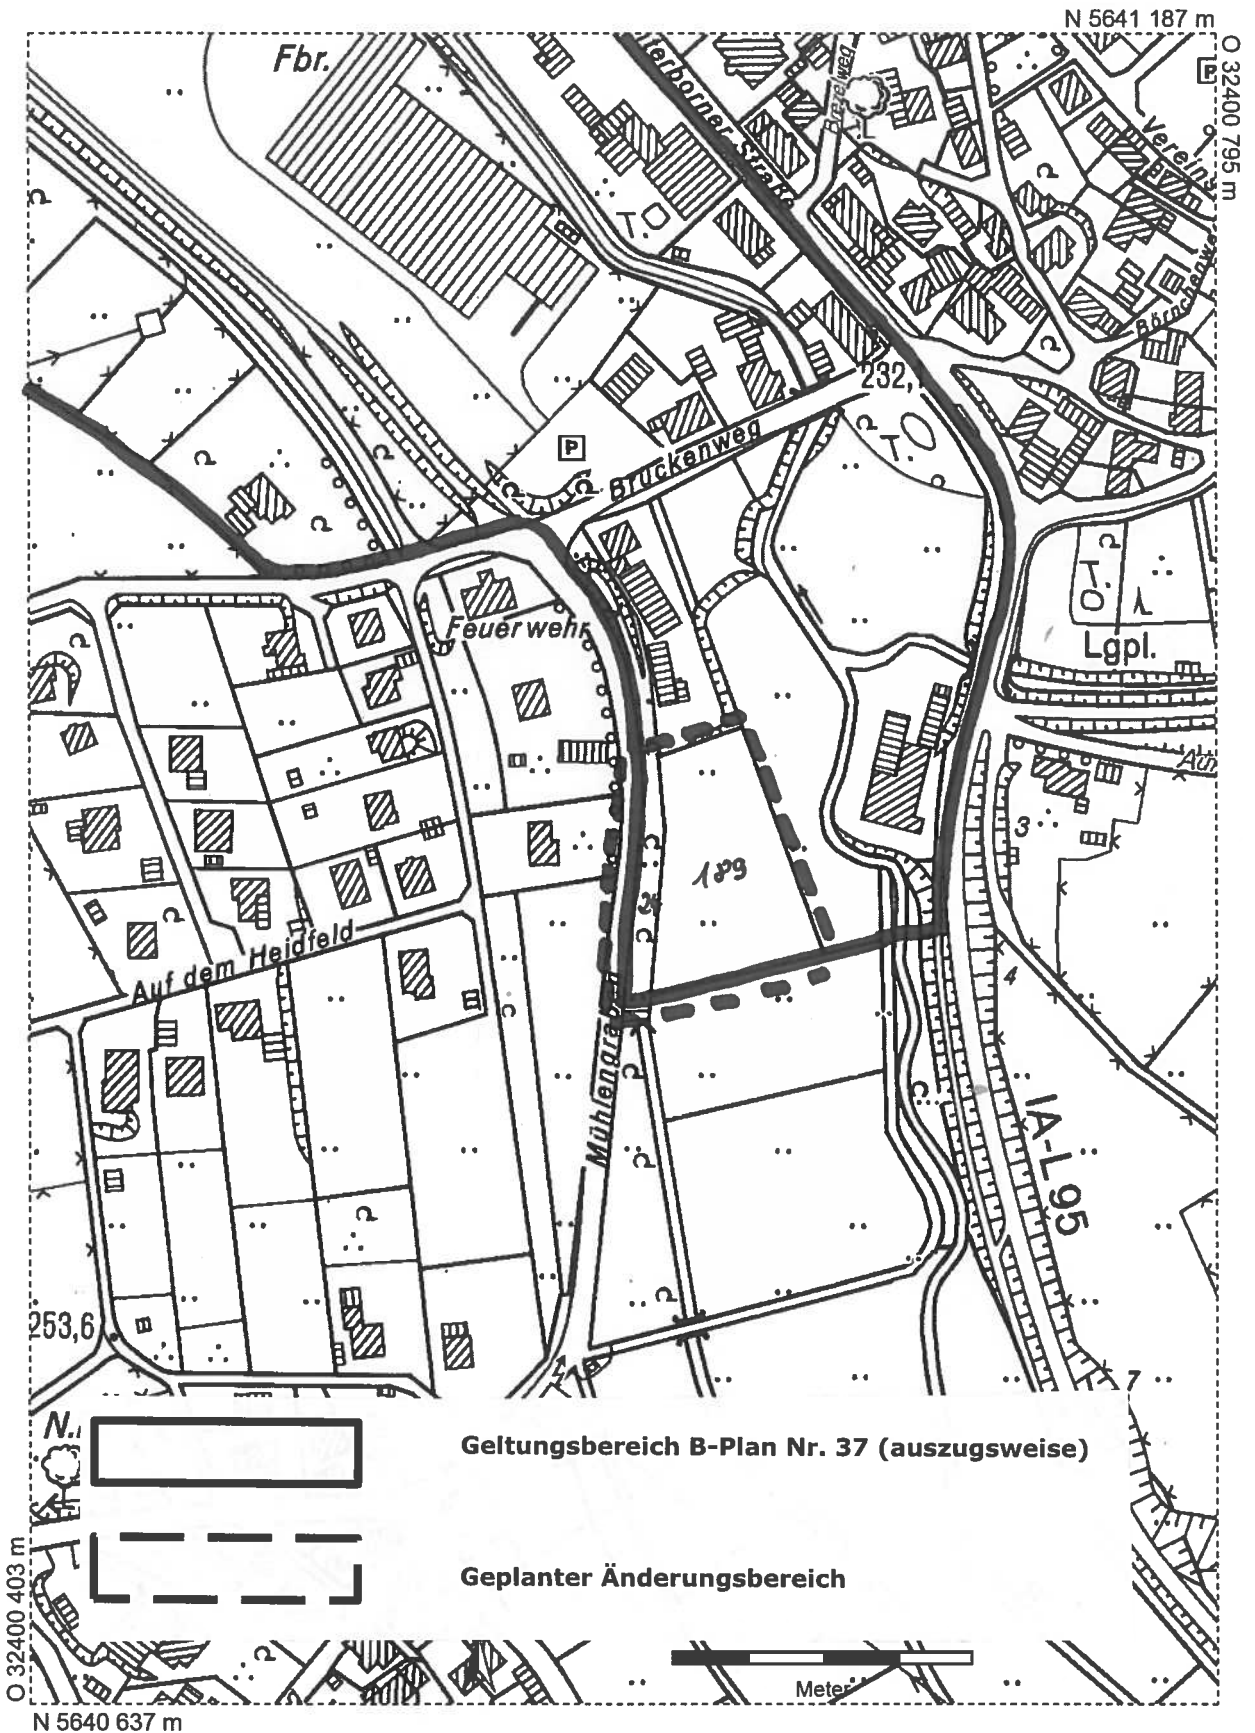 N 5641 187 m
O 32400 795 m
Fbr.
P
T.
232,
T.
P
Brückenweg
Feuerwehr
T.
Lgpl.
3
189
Auf dem Heidfeld
4
IA-L 95
253,6
7
N.
Geltungsbereich B-Plan Nr. 37 (auszugsweise)
Geplanter Änderungsbereich
Meter
O 32400 403 m
N 5640 637 m